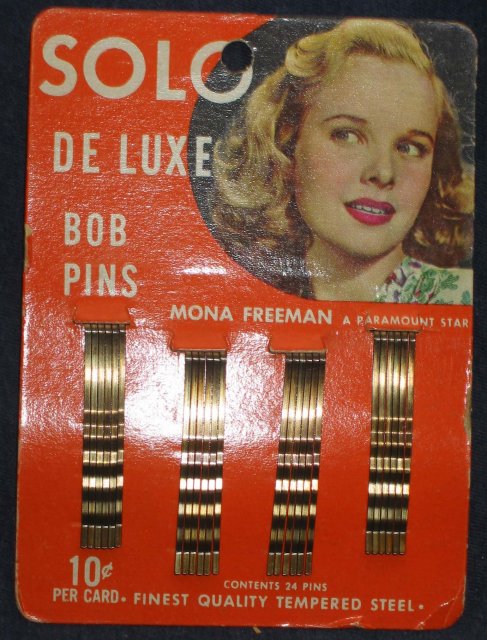 SOLO
DE LUXE
BOB
PINS
MONA FREEMAN A PARAMOUNT STAR
10¢
PER CARD • FINEST QUALITY TEMPERED STEEL •
CONTENTS 24 PINS